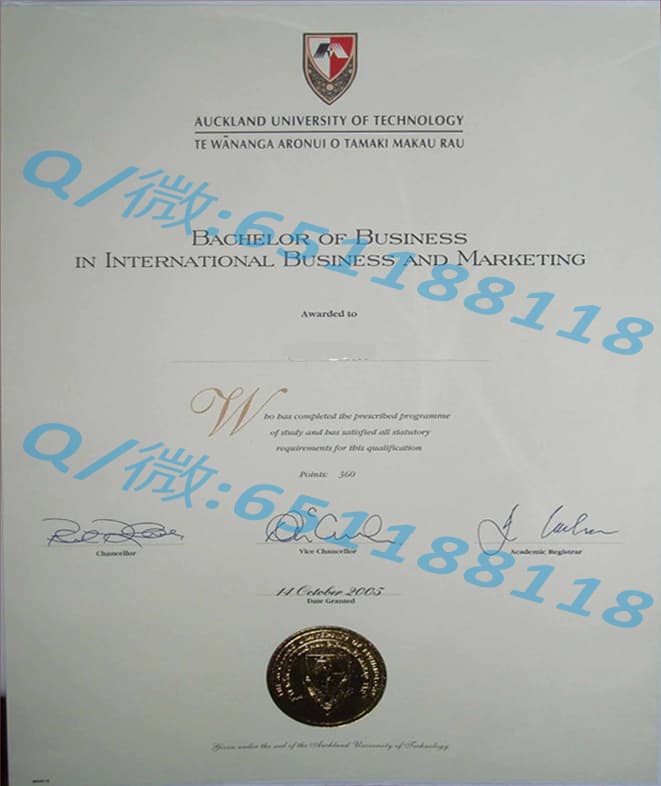 AUCKLAND UNIVERSITY OF TECHNOLOGY
TE WĀNANGA ARONUI O TAMAKI MAKAU RAU
Q/微:651188118
BACHELOR OF BUSINESS
IN INTERNATIONAL BUSINESS AND MARKETING
Awarded to
Who has completed the prescribed programme
of study and has satisfied all statutory
requirements for this qualification
Points: 360
Q/微:651188118
Chancellor
Vice Chancellor
Academic Registrar
14 October 2005
Date Granted
Given under the seal of the Auckland University of Technology